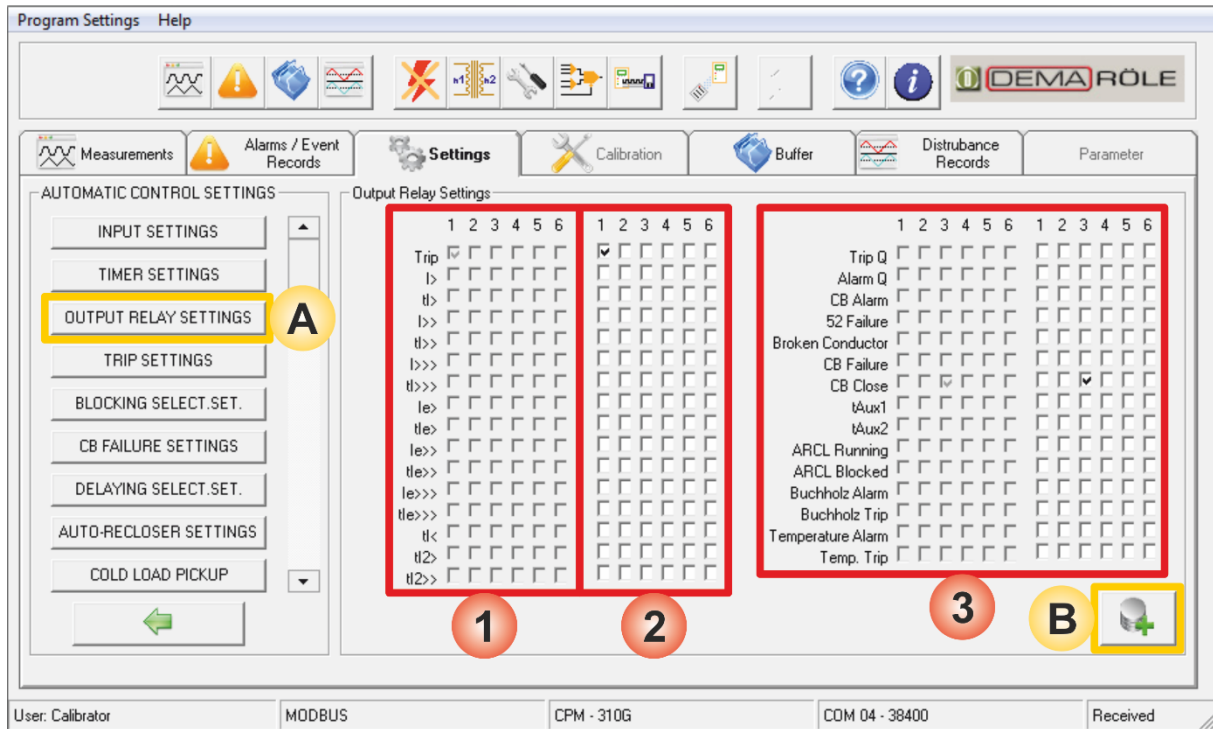 Program Settings Help
DEMA RÖLE
Measurements
Alarms / Event
Records
Settings
Calibration
Buffer
Distrubance
Records
Parameter
AUTOMATIC CONTROL SETTINGS
INPUT SETTINGS
TIMER SETTINGS
OUTPUT RELAY SETTINGS
A
TRIP SETTINGS
BLOCKING SELECT.SET.
CB FAILURE SETTINGS
DELAYING SELECT.SET.
AUTO-RECLOSER SETTINGS
COLD LOAD PICKUP
Output Relay Settings
1 2 3 4 5 6
1 2 3 4 5 6
Trip
I>
tI>
I>>
tI>>
I>>>
tI>>>
Ie>
tIe>
Ie>>
tIe>>
Ie>>>
tIe>>>
tI<
tI2>
tI2>>
1
2
1 2 3 4 5 6
1 2 3 4 5 6
Trip Q
Alarm Q
CB Alarm
52 Failure
Broken Conductor
CB Failure
CB Close
tAux1
tAux2
ARCL Running
ARCL Blocked
Buchholz Alarm
Buchholz Trip
Temperature Alarm
Temp. Trip
3
B
User: Calibrator
MODBUS
CPM - 310G
COM 04 - 38400
Received